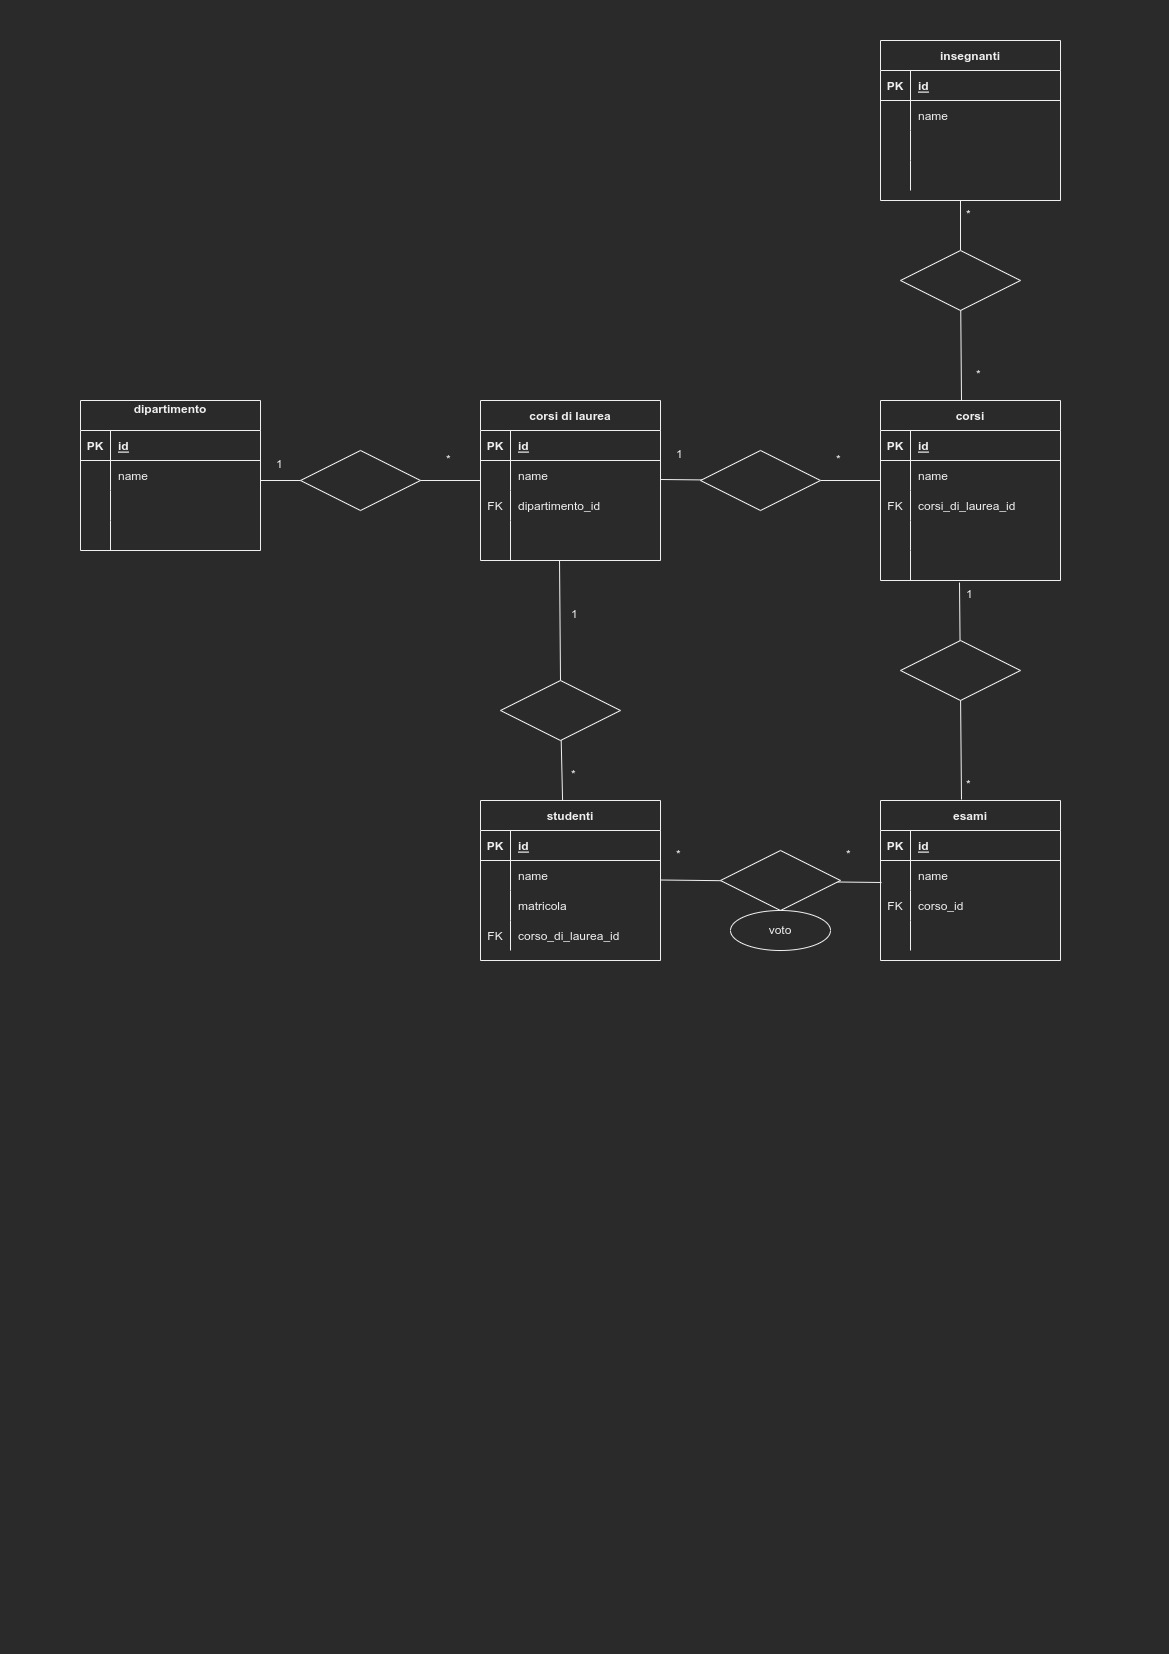 insegnanti
PK id
name
*
*
dipartimento
PK id
name
1
*
corsi di laurea
PK id
name
FK dipartimento_id
1
*
corsi
PK id
name
FK corsi_di_laurea_id
1
1
*
*
studenti
PK id
name
matricola
FK corso_di_laurea_id
*
*
voto
esami
PK id
name
FK corso_id